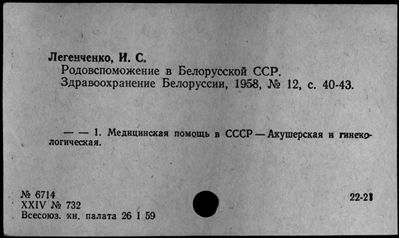 Легенченко, И. С.
Родовспоможение в Белорусской ССР.
Здравоохранение Белоруссии, 1958, № 12, с. 40-43.
— — 1. Медицинская помощь в СССР — Акушерская и гинеко-
логическая.
№ 6714
XXIV № 732
Всесоюз. кн. палата 26 I 59
22-21